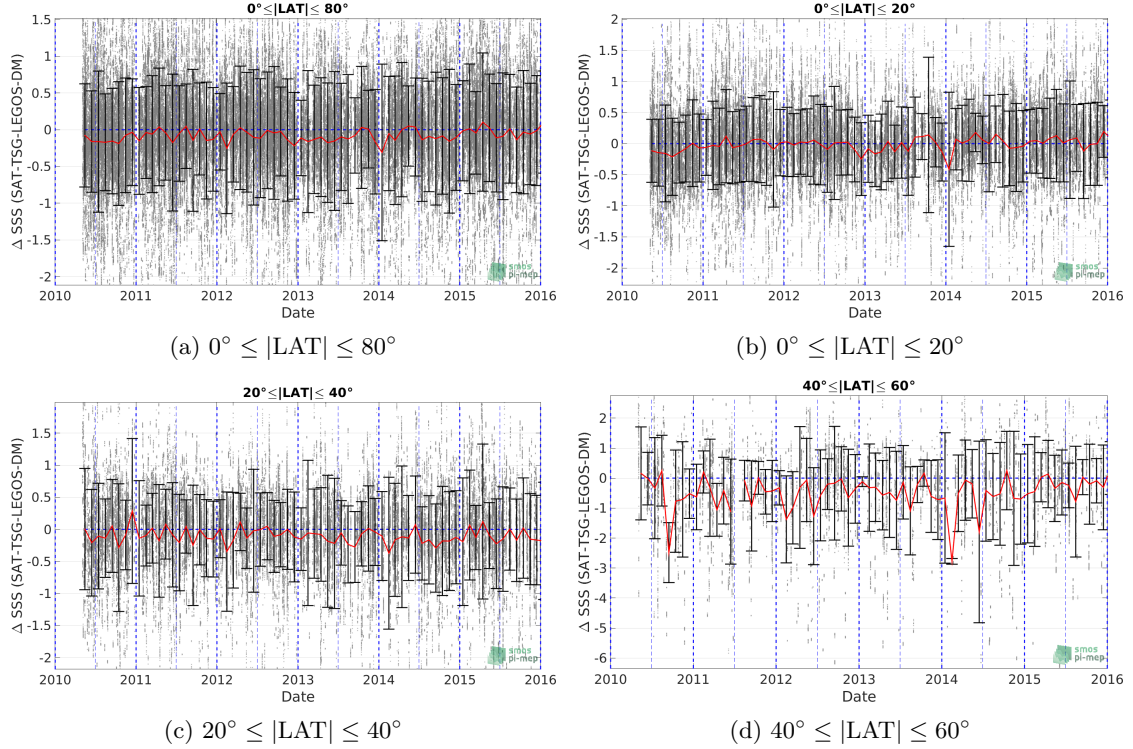 0°≤|LAT|≤ 80°
Δ SSS (SAT-TSG-LEGOS-DM)
1.5
1
0.5
0
-0.5
-1
-1.5
-2
smos
pi-mep
2010 2011 2012 2013 2014 2015 2016
Date
(a) 0° ≤ |LAT| ≤ 80°
0°≤|LAT|≤ 20°
Δ SSS (SAT-TSG-LEGOS-DM)
2
1.5
1
0.5
0
-0.5
-1
-1.5
-2
smos
pi-mep
2010 2011 2012 2013 2014 2015 2016
Date
(b) 0° ≤ |LAT| ≤ 20°
20°≤|LAT|≤ 40°
Δ SSS (SAT-TSG-LEGOS-DM)
1.5
1
0.5
0
-0.5
-1
-1.5
-2
smos
pi-mep
2010 2011 2012 2013 2014 2015 2016
Date
(c) 20° ≤ |LAT| ≤ 40°
40°≤|LAT|≤ 60°
Δ SSS (SAT-TSG-LEGOS-DM)
2
1
0
-1
-2
-3
-4
-5
-6
smos
pi-mep
2010 2011 2012 2013 2014 2015 2016
Date
(d) 40° ≤ |LAT| ≤ 60°